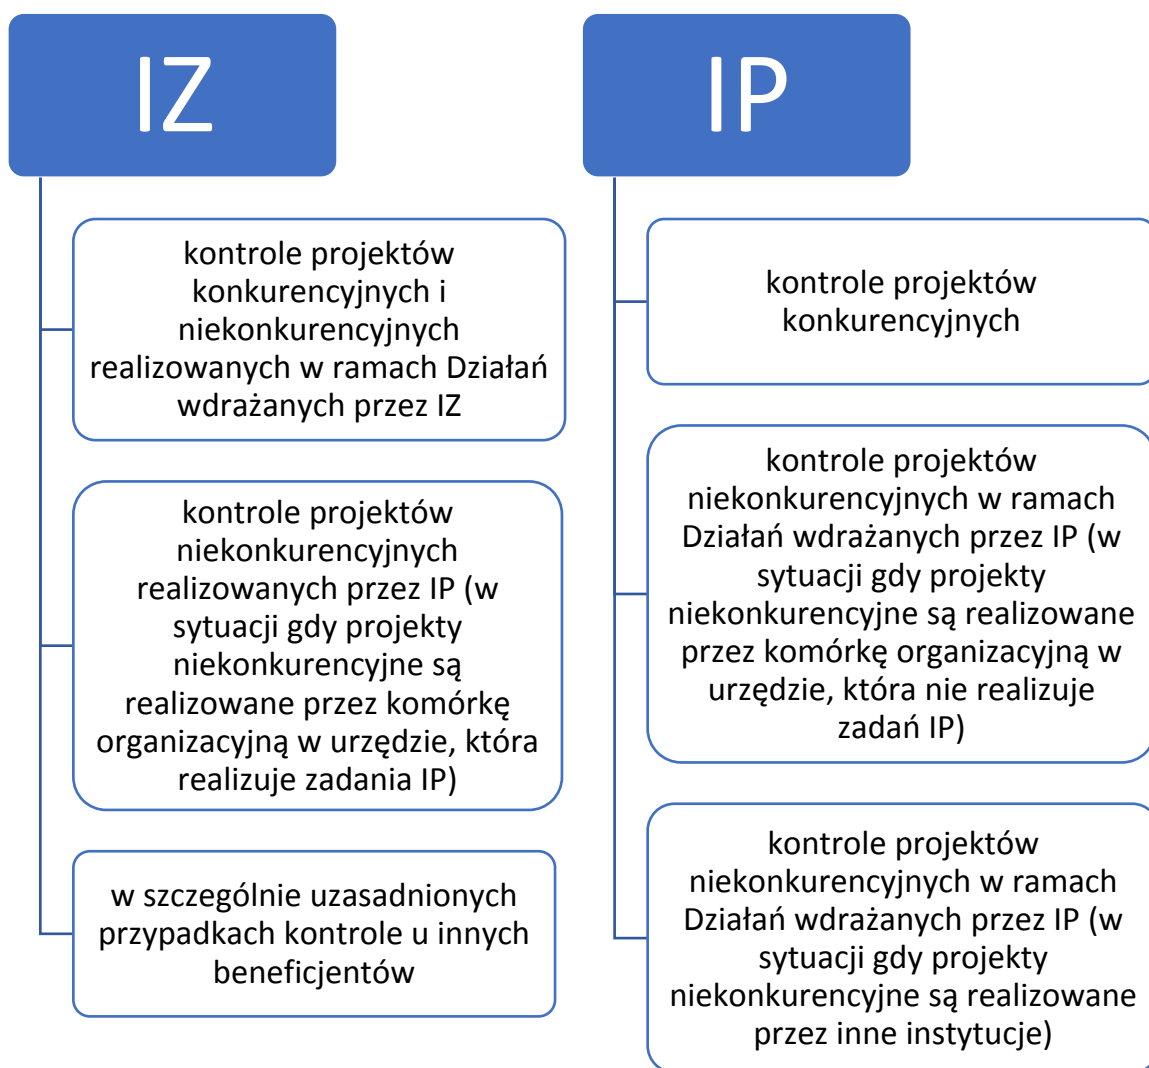 IZ
kontrole projektów
konkurencyjnych i
niekonkurencyjnych
realizowanych w ramach Działań
wdrażanych przez IZ
kontrole projektów
niekonkurencyjnych
realizowanych przez IP (w
sytuacji gdy projekty
niekonkurencyjne są
realizowane przez komórkę
organizacyjną w urzędzie, która
realizuje zadania IP)
w szczególnie uzasadnionych
przypadkach kontrole u innych
beneficjentów
IP
kontrole projektów
konkurencyjnych
kontrole projektów
niekonkurencyjnych w ramach
Działań wdrażanych przez IP (w
sytuacji gdy projekty
niekonkurencyjne są realizowane
przez komórkę organizacyjną w
urzędzie, która nie realizuje
zadań IP)
kontrole projektów
niekonkurencyjnych w ramach
Działań wdrażanych przez IP (w
sytuacji gdy projekty
niekonkurencyjne są realizowane
przez inne instytucje)